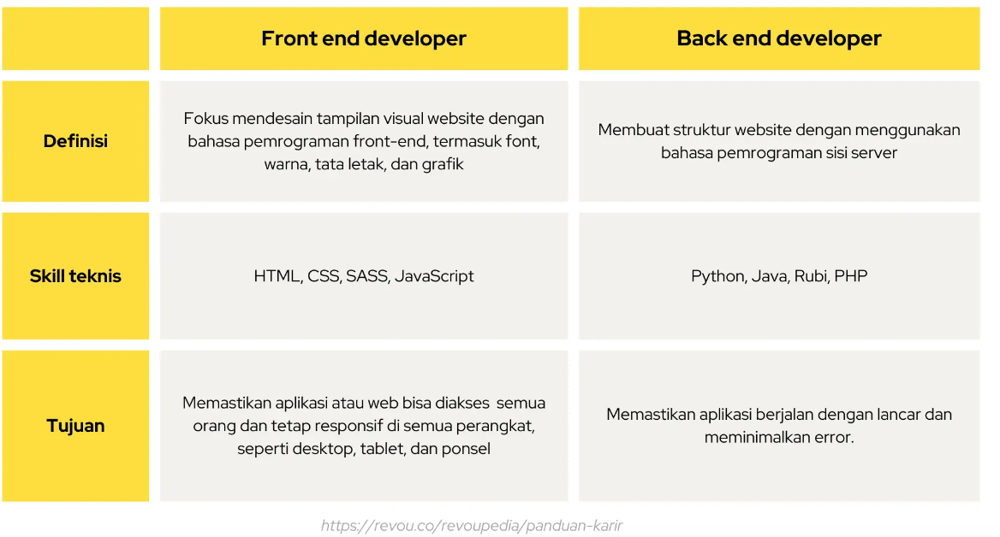 Front end developer
Back end developer
Definisi
Fokus mendesain tampilan visual website dengan
bahasa pemrograman front-end, termasuk font,
warna, tata letak, dan grafik
Membuat struktur website dengan menggunakan
bahasa pemrograman sisi server
Skill teknis
HTML, CSS, SASS, JavaScript
Python, Java, Rubi, PHP
Tujuan
Memastikan aplikasi atau web bisa diakses semua
orang dan tetap responsif di semua perangkat,
seperti desktop, tablet, dan ponsel
Memastikan aplikasi berjalan dengan lancar dan
meminimalkan error.
https://revou.co/revoupedia/panduan-karir